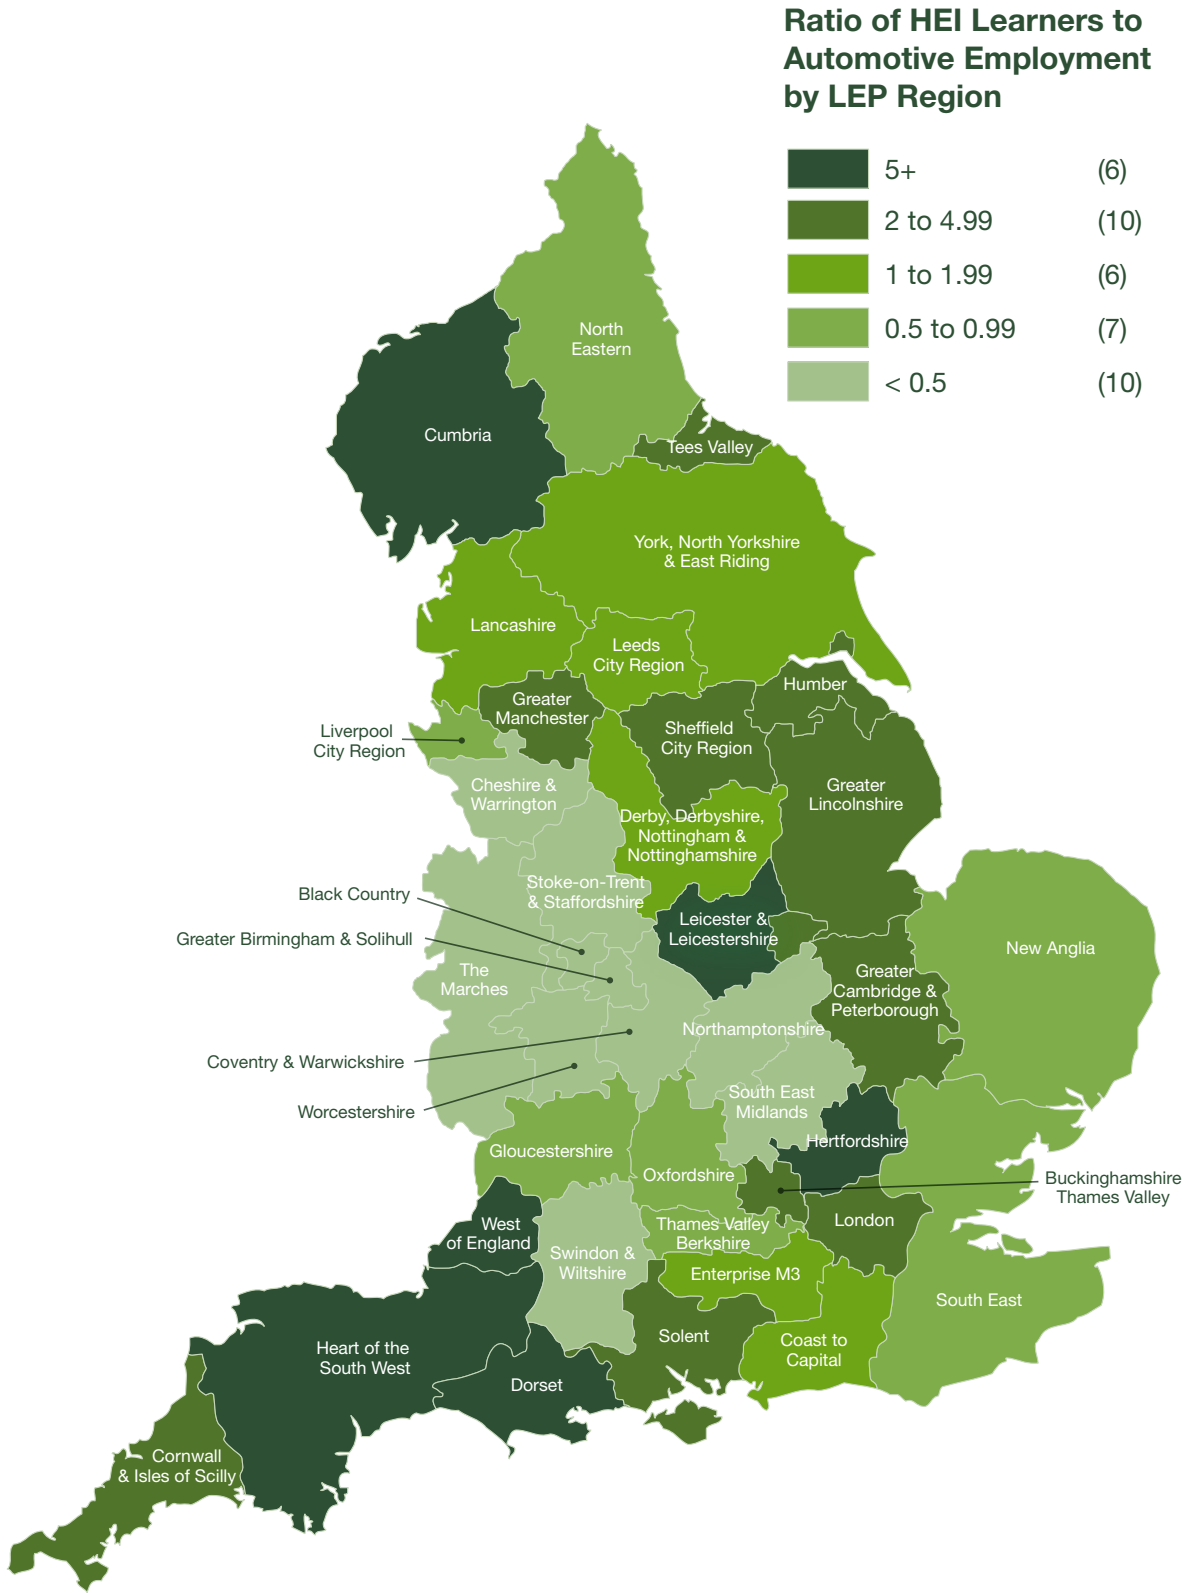 Ratio of HEI Learners to
Automotive Employment
by LEP Region
5+ (6)
2 to 4.99 (10)
1 to 1.99 (6)
0.5 to 0.99 (7)
< 0.5 (10)
North
Eastern
Cumbria
Tees Valley
York, North Yorkshire
& East Riding
Lancashire
Leeds
City Region
Humber
Greater
Manchester
Liverpool
City Region
Sheffield
City Region
Cheshire &
Warrington
Greater
Lincolnshire
Derby, Derbyshire,
Nottingham &
Nottinghamshire
Stoke-on-Trent
& Staffordshire
Black Country
Greater Birmingham & Solihull
Leicester &
Leicestershire
New Anglia
The
Marches
Greater
Cambridge &
Peterborough
Northamptonshire
Coventry & Warwickshire
Worcestershire
South East
Midlands
Hertfordshire
Gloucestershire
Oxfordshire
Buckinghamshire
Thames Valley
West
of England
Thames Valley
Berkshire
London
Swindon &
Wiltshire
Enterprise M3
South East
Heart of the
South West
Solent
Coast to
Capital
Dorset
Cornwall
& Isles of Scilly